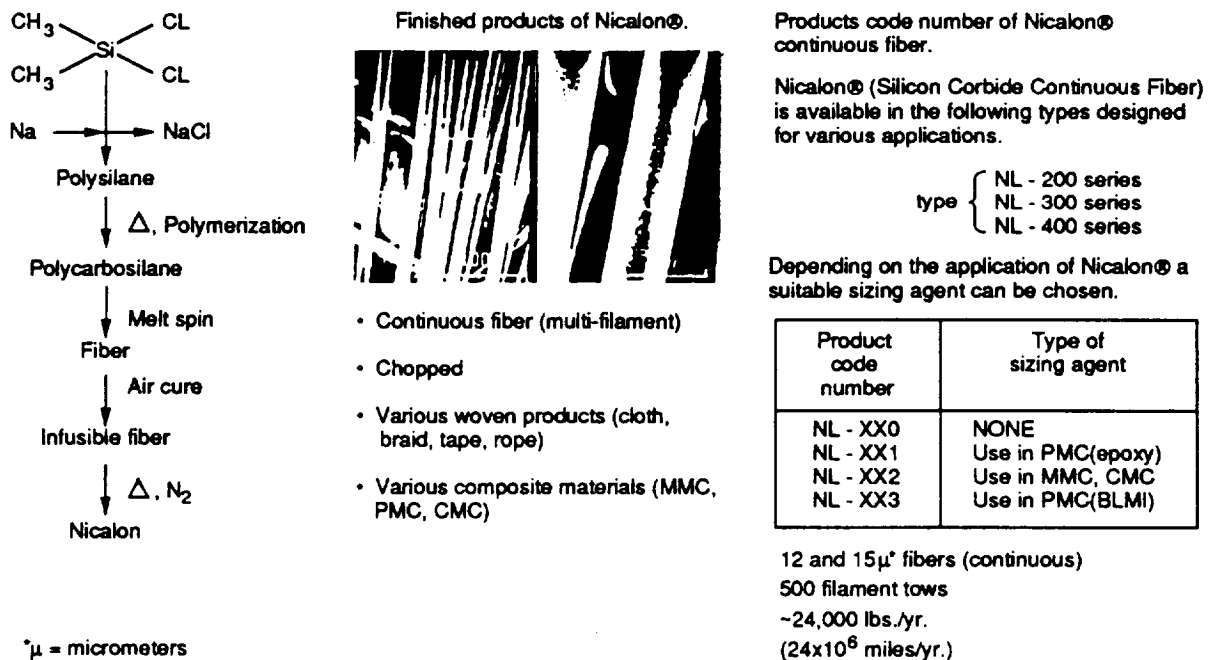 CH3
CL
Si
CH3
CL
Na
NaCl
Polysilane
Δ, Polymerization
Polycarbosilane
Melt spin
Fiber
Air cure
Infusible fiber
Δ, N2
Nicalon
*μ = micrometers
Finished products of Nicalon®.
• Continuous fiber (multi-filament)
• Chopped
• Various woven products (cloth,
braid, tape, rope)
• Various composite materials (MMC,
PMC, CMC)
Products code number of Nicalon®
continuous fiber.
Nicalon® (Silicon Corbide Continuous Fiber)
is available in the following types designed
for various applications.
NL - 200 series
type { NL - 300 series
NL - 400 series
Depending on the application of Nicalon® a
suitable sizing agent can be chosen.
Product
code
number
Type of
sizing agent
NL - XX0 NONE
NL - XX1 Use in PMC(epoxy)
NL - XX2 Use in MMC, CMC
NL - XX3 Use in PMC(BLMI)
12 and 15μ* fibers (continuous)
500 filament tows
~24,000 lbs./yr.
(24x10^6 miles/yr.)